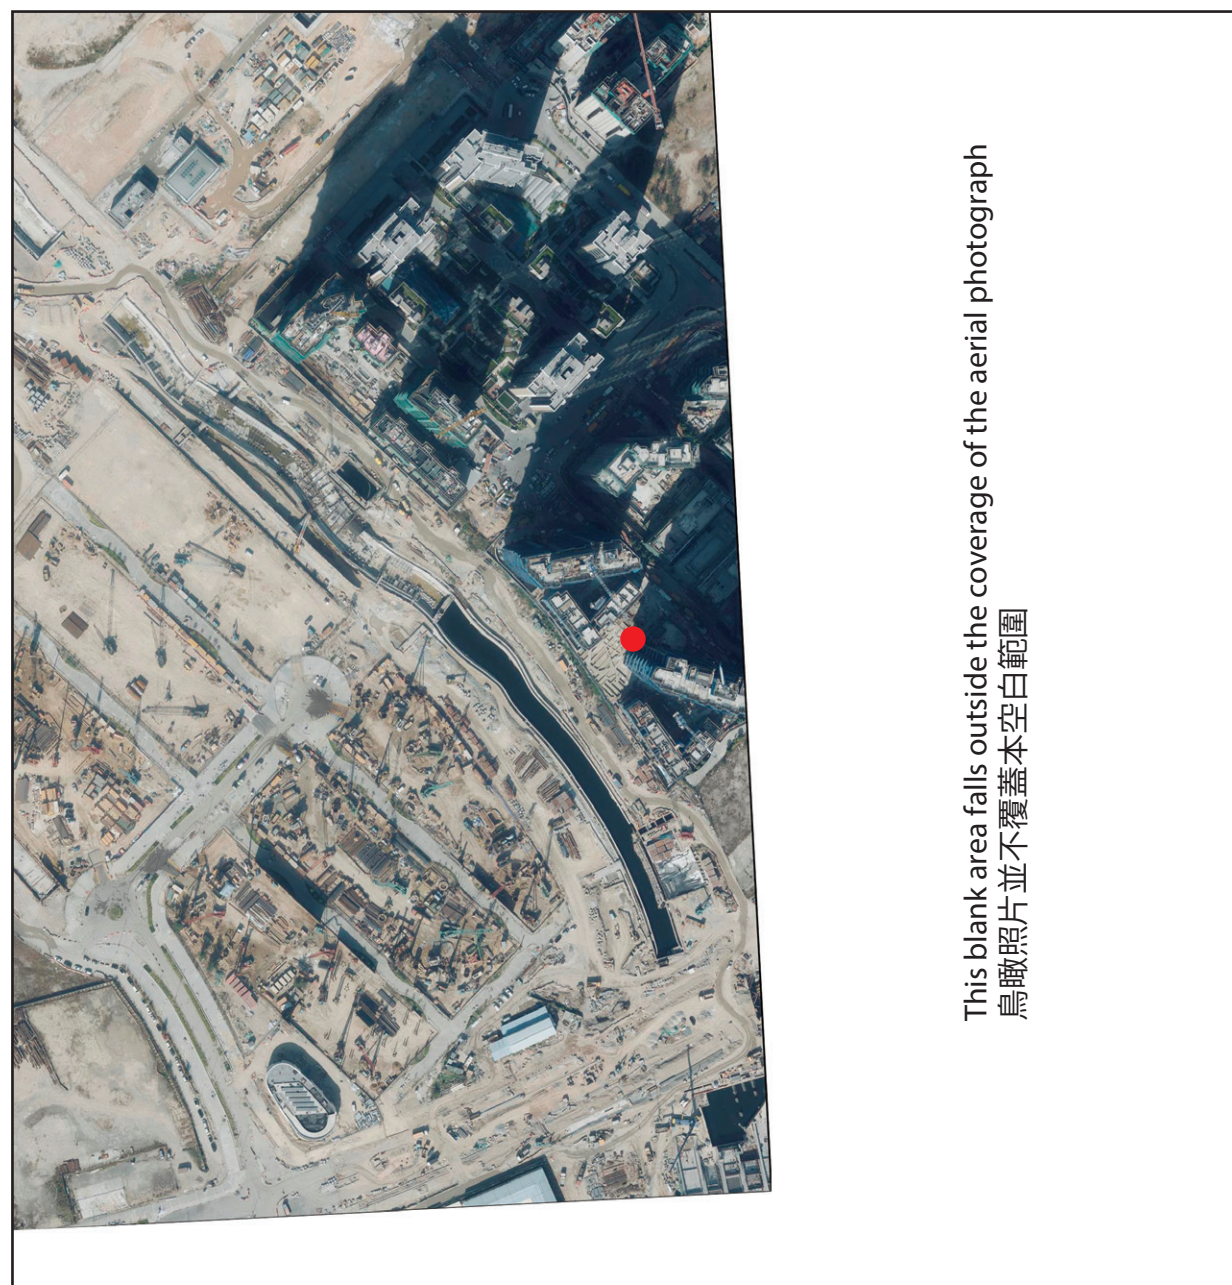 This blank area falls outside the coverage of the aerial photograph
鳥瞰照片並不覆蓋本空白範圍